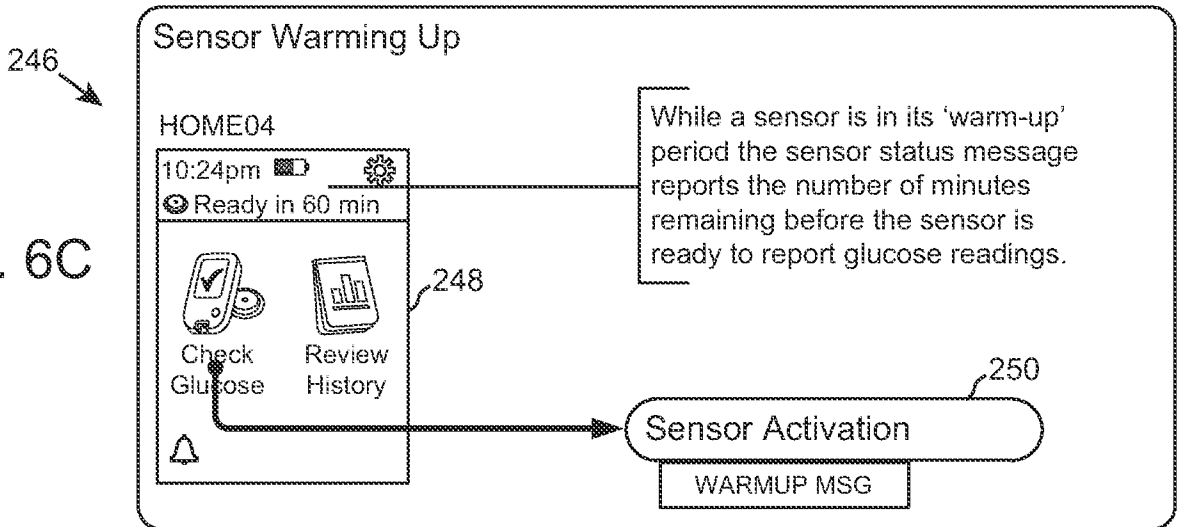 Sensor Warming Up
246
HOME04
10:24pm
Ready in 60 min
While a sensor is in its ‘warm-up’
period the sensor status message
reports the number of minutes
remaining before the sensor is
ready to report glucose readings.
. 6C
248
Check
Glucose
Review
History
250
Sensor Activation
WARMUP MSG